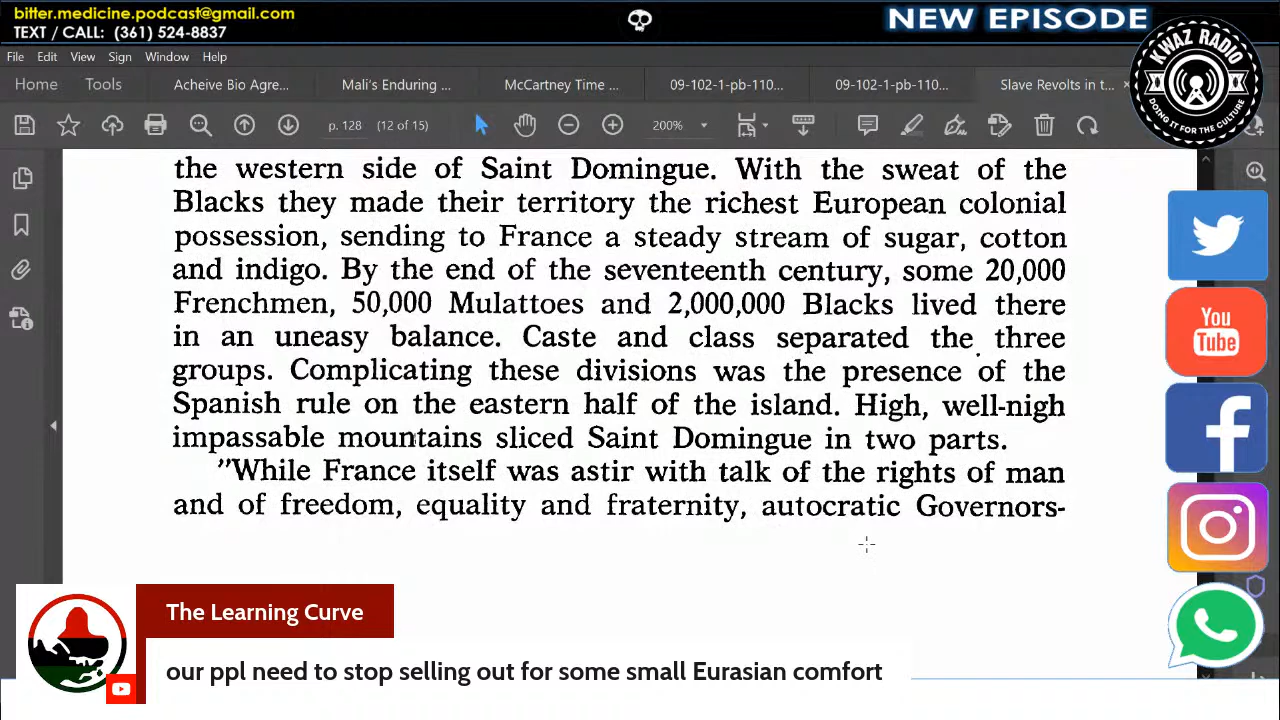 bitter.medicine.podcast@gmail.com
TEXT / CALL: (361) 524-8837
NEW EPISODE
KWAZ RADIO
DOING IT FOR THE CULTURE
File Edit View Sign Window Help
Home Tools Acheive Bio Agre... Mali's Enduring ... McCartney Time ... 09-102-1-pb-110... 09-102-1-pb-110... Slave Revolts in t... ×
p. 128 (12 of 15) 200%
the western side of Saint Domingue. With the sweat of the
Blacks they made their territory the richest European colonial
possession, sending to France a steady stream of sugar, cotton
and indigo. By the end of the seventeenth century, some 20,000
Frenchmen, 50,000 Mulattoes and 2,000,000 Blacks lived there
in an uneasy balance. Caste and class separated the three
groups. Complicating these divisions was the presence of the
Spanish rule on the eastern half of the island. High, well-nigh
impassable mountains sliced Saint Domingue in two parts.
"While France itself was astir with talk of the rights of man
and of freedom, equality and fraternity, autocratic Governors-
You
Tube
The Learning Curve
our ppl need to stop selling out for some small Eurasian comfort